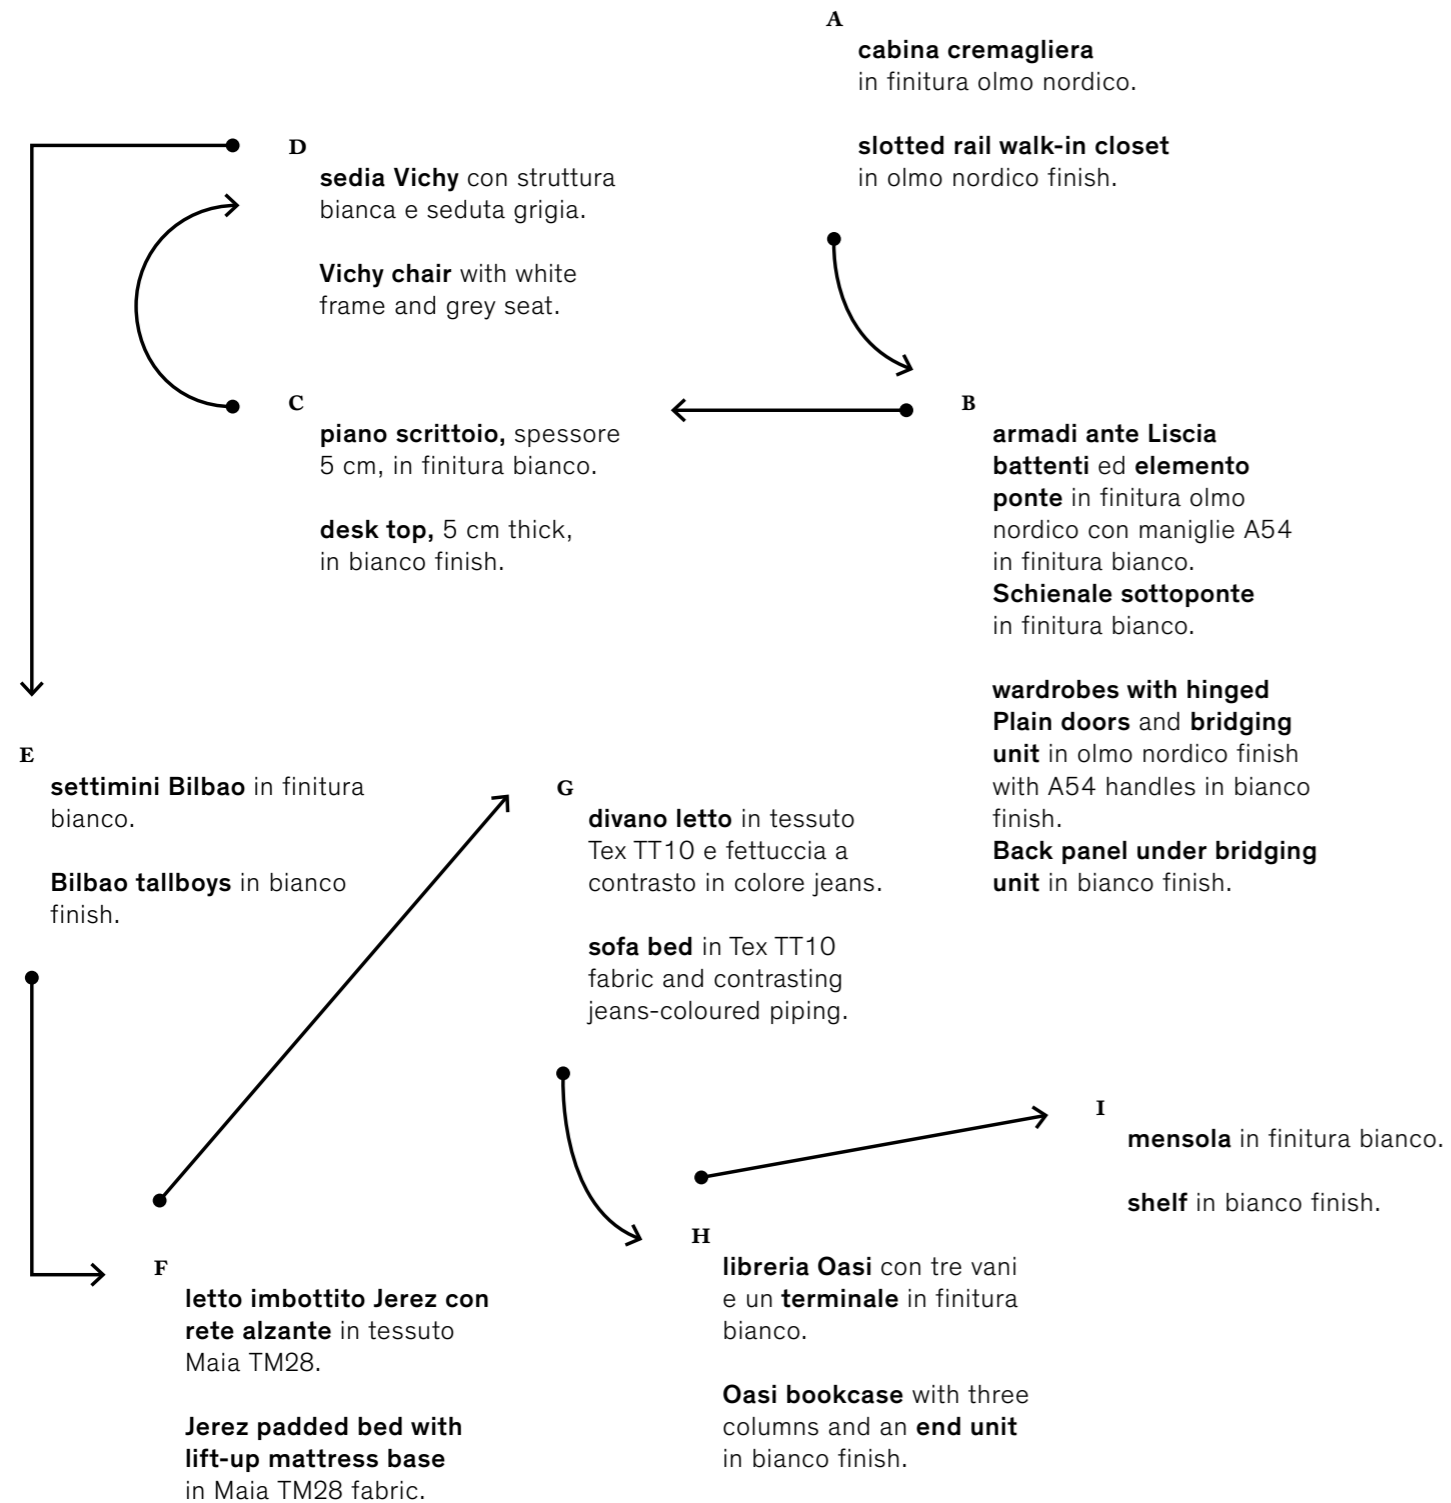 A
cabina cremagliera
in finitura olmo nordico.
slotted rail walk-in closet
in olmo nordico finish.
B
armadi ante Liscia
battenti ed elemento
ponte in finitura olmo
nordico con maniglie A54
in finitura bianco.
Schienale sottoponte
in finitura bianco.
wardrobes with hinged
Plain doors and bridging
unit in olmo nordico finish
with A54 handles in bianco
finish.
Back panel under bridging
unit in bianco finish.
C
piano scrittoio, spessore
5 cm, in finitura bianco.
desk top, 5 cm thick,
in bianco finish.
D
sedia Vichy con struttura
bianca e seduta grigia.
Vichy chair with white
frame and grey seat.
E
settimini Bilbao in finitura
bianco.
Bilbao tallboys in bianco
finish.
F
letto imbottito Jerez con
rete alzante in tessuto
Maia TM28.
Jerez padded bed with
lift-up mattress base
in Maia TM28 fabric.
G
divano letto in tessuto
Tex TT10 e fettuccia a
contrasto in colore jeans.
sofa bed in Tex TT10
fabric and contrasting
jeans-coloured piping.
H
libreria Oasi con tre vani
e un terminale in finitura
bianco.
Oasi bookcase with three
columns and an end unit
in bianco finish.
I
mensola in finitura bianco.
shelf in bianco finish.